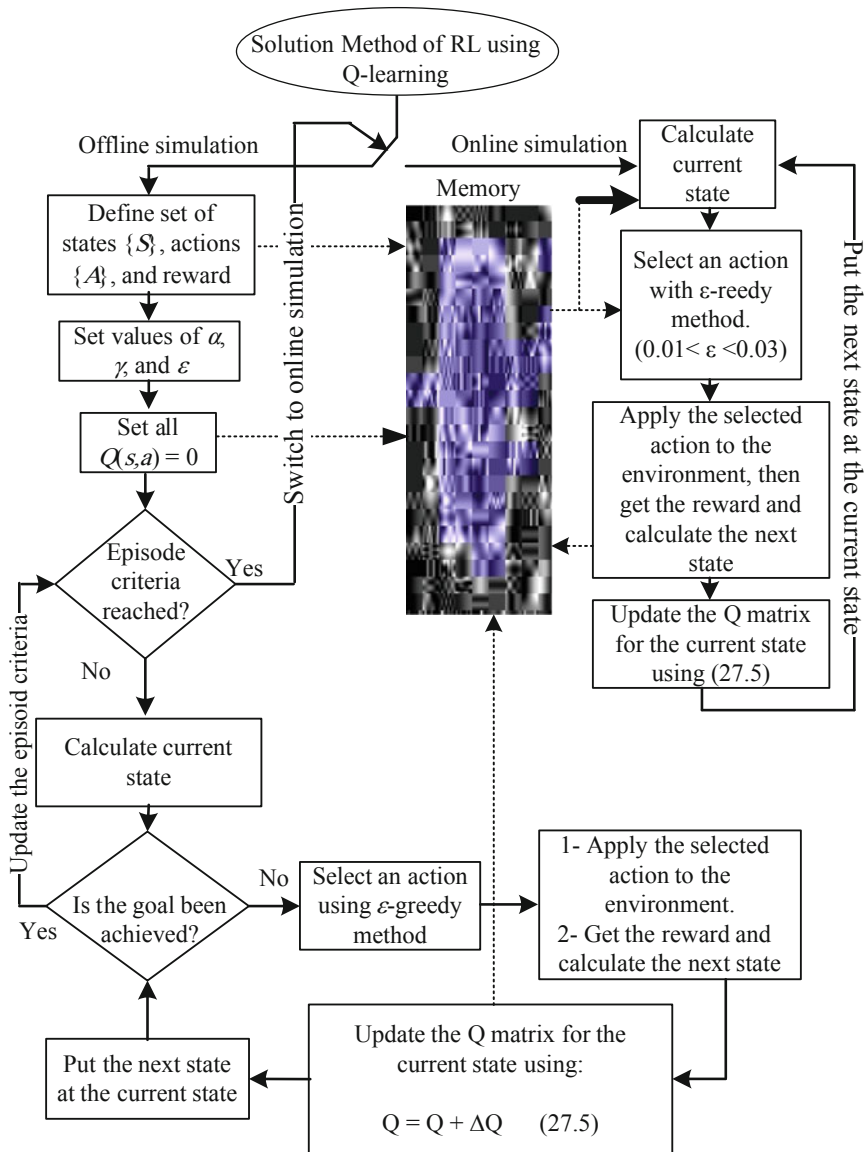 Solution Method of RL using
Q-learning
Offline simulation
Online simulation
Define set of
states {S}, actions
{A}, and reward
Set values of α,
γ, and ε
Set all
Q(s,a) = 0
Episode
criteria
reached?
Yes
No
Switch to online simulation
Calculate current
state
Is the goal been
achieved?
Yes
No
Update the episoid criteria
Select an action
using ε-greedy
method
1- Apply the selected
action to the
environment.
2- Get the reward and
calculate the next state
Update the Q matrix for the
current state using:
Q = Q + ΔQ (27.5)
Put the next state
at the current state
Memory
Calculate
current
state
Select an action
with ε-reedy
method.
(0.01< ε <0.03)
Apply the selected
action to the
environment, then
get the reward and
calculate the next
state
Update the Q matrix
for the current state
using (27.5)
Put the next state at the current state